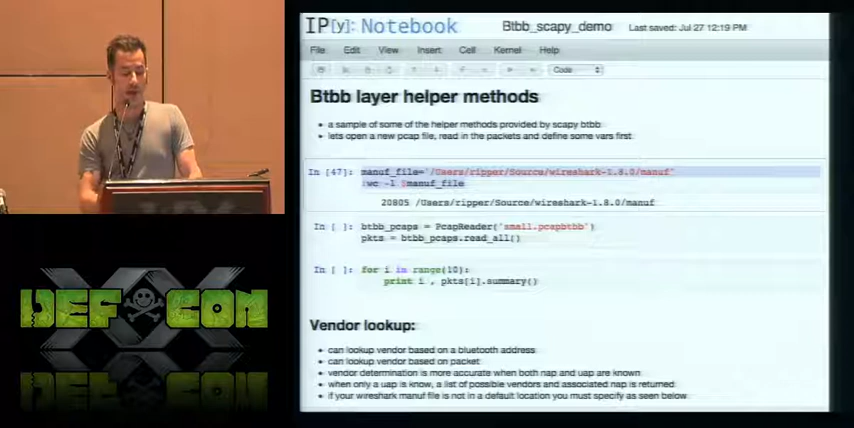 IP[y]: Notebook
Btbb_scapy_demo
Last saved: Jul 27 12:19 PM
File Edit View Insert Cell Kernel Help
Code
Btbb layer helper methods
• a sample of some of the helper methods provided by scapy btbb
• lets open a new pcap file, read in the packets and define some vars first
In [47]: manuf_file='/Users/ripper/Source/wireshark-1.8.0/manuf'
!wc -l $manuf_file
20805 /Users/ripper/Source/wireshark-1.8.0/manuf
In [ ]: btbb_pcaps = PcapReader('small.pcapbtbb')
pkts = btbb_pcaps.read_all()
In [ ]: for i in range(10):
print i , pkts[i].summary()
Vendor lookup:
• can lookup vendor based on a bluetooth address
• can lookup vendor based on packet
• vendor determination is more accurate when both nap and uap are known
• when only a uap is know, a list of possible vendors and associated nap is returned
• if your wireshark manuf file is not in a default location you must specify as seen below
XX
DEF CON